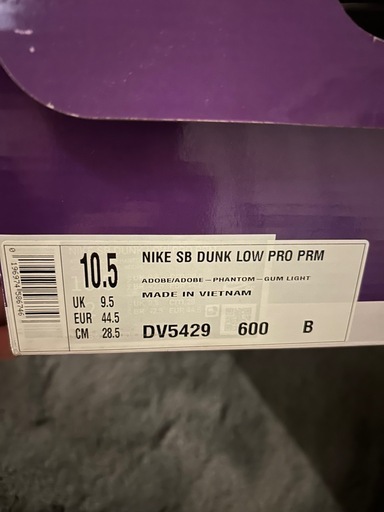 10.5
NIKE SB DUNK LOW PRO PRM
ADOBE/ADOBE-PHANTOM-GUM LIGHT
UK 9.5
MADE IN VIETNAM
EUR 44.5
CM 28.5
DV5429 600 B